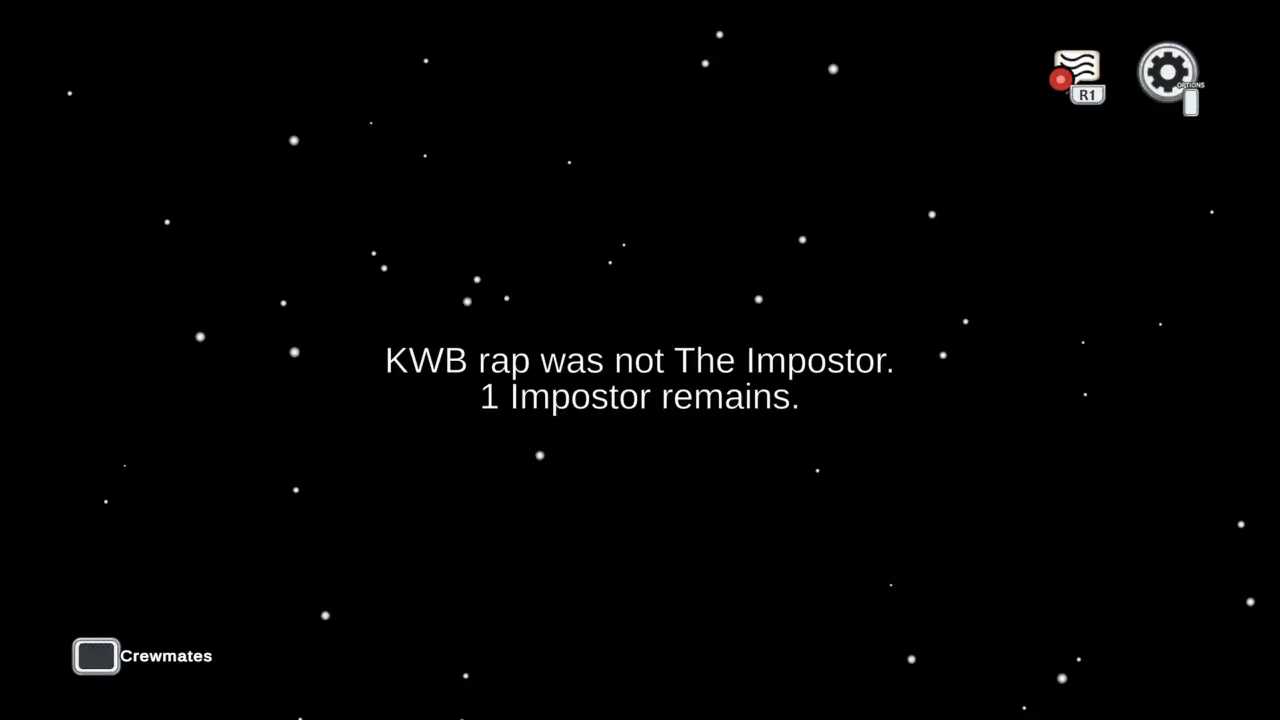 R1
OPTIONS
KWB rap was not The Impostor.
1 Impostor remains.
Crewmates